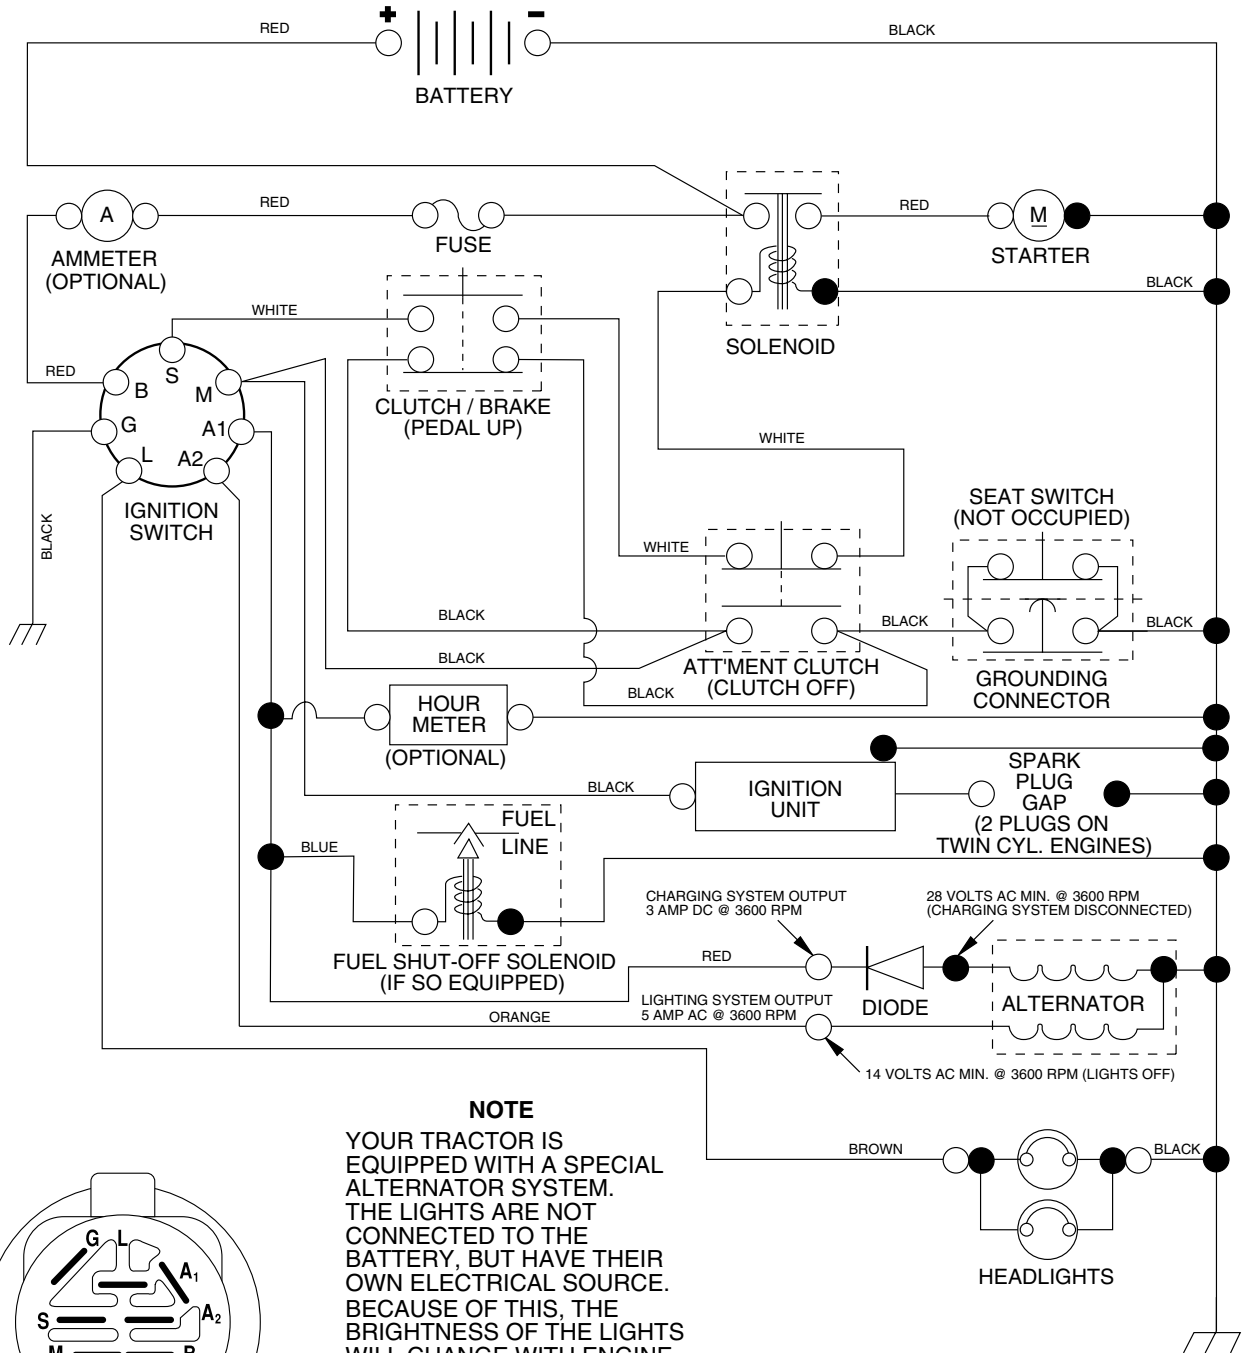 + -
RED
BLACK
BATTERY
A
RED
FUSE
RED
M
STARTER
AMMETER
(OPTIONAL)
BLACK
WHITE
SOLENOID
RED
B
S
M
G
A1
L
A2
CLUTCH / BRAKE
(PEDAL UP)
WHITE
IGNITION
SWITCH
BLACK
SEAT SWITCH
(NOT OCCUPIED)
WHITE
BLACK
BLACK
BLACK
BLACK
ATT'MENT CLUTCH
(CLUTCH OFF)
GROUNDING
CONNECTOR
BLACK
HOUR
METER
(OPTIONAL)
BLACK
IGNITION
UNIT
SPARK
PLUG
GAP
(2 PLUGS ON
TWIN CYL. ENGINES)
FUEL
LINE
BLUE
FUEL SHUT-OFF SOLENOID
(IF SO EQUIPPED)
CHARGING SYSTEM OUTPUT
3 AMP DC @ 3600 RPM
28 VOLTS AC MIN. @ 3600 RPM
(CHARGING SYSTEM DISCONNECTED)
RED
DIODE
ALTERNATOR
LIGHTING SYSTEM OUTPUT
5 AMP AC @ 3600 RPM
ORANGE
14 VOLTS AC MIN. @ 3600 RPM (LIGHTS OFF)
BROWN
BLACK
HEADLIGHTS
NOTE
YOUR TRACTOR IS
EQUIPPED WITH A SPECIAL
ALTERNATOR SYSTEM.
THE LIGHTS ARE NOT
CONNECTED TO THE
BATTERY, BUT HAVE THEIR
OWN ELECTRICAL SOURCE.
BECAUSE OF THIS, THE
BRIGHTNESS OF THE LIGHTS
WILL CHANGE WITH ENGINE
G L
A1
S
A2
M
B